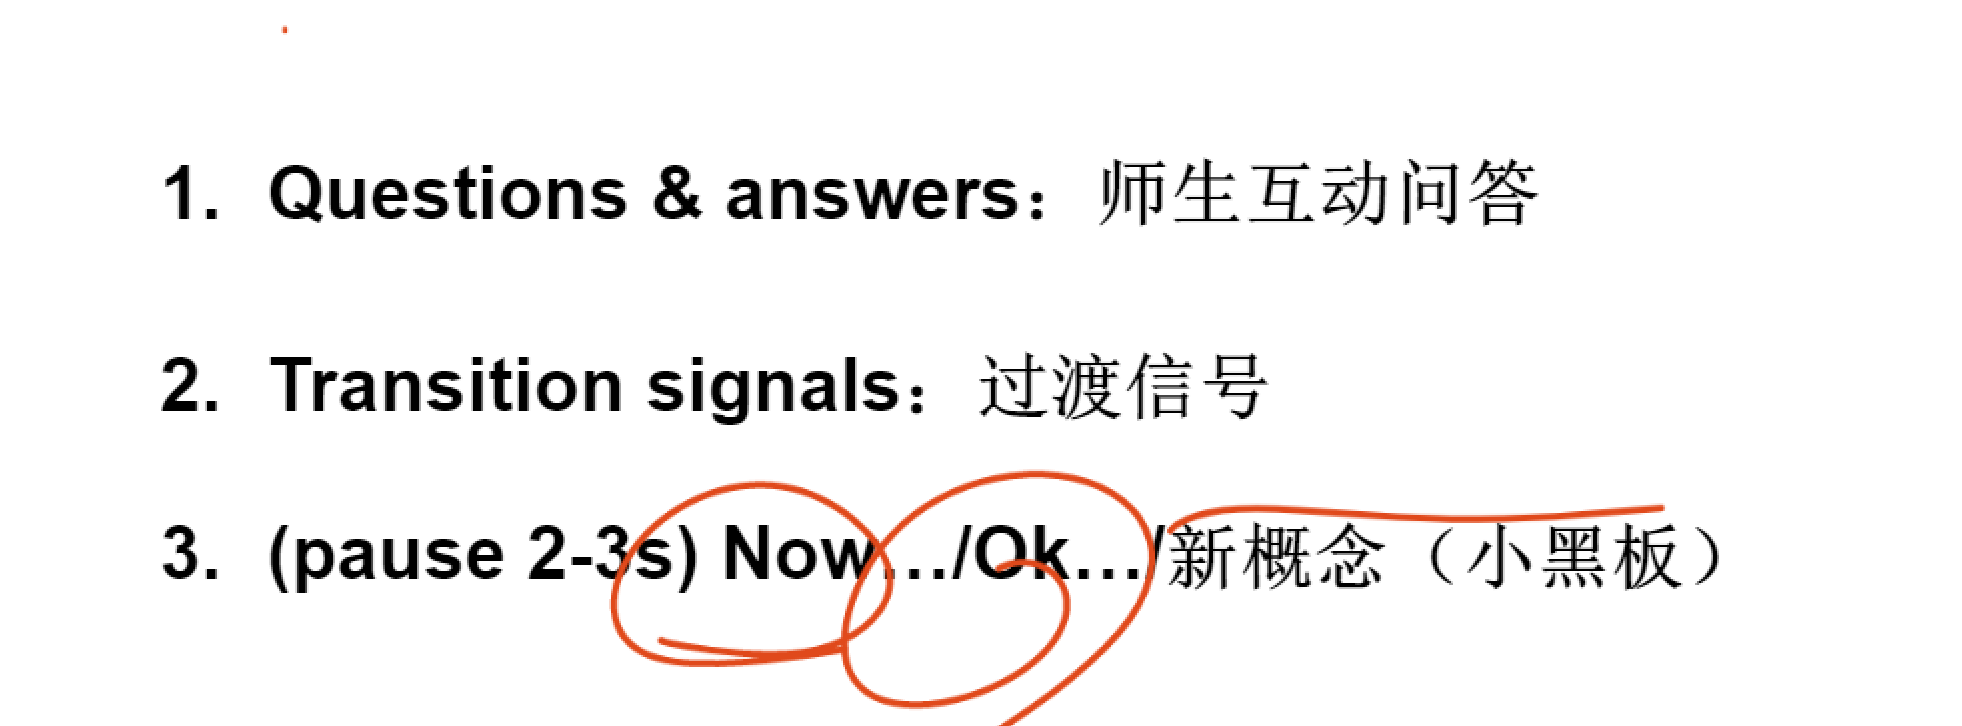 1. Questions & answers：师生互动问答
2. Transition signals：过渡信号
3. (pause 2-3s) Now…/Ok…/新概念（小黑板）